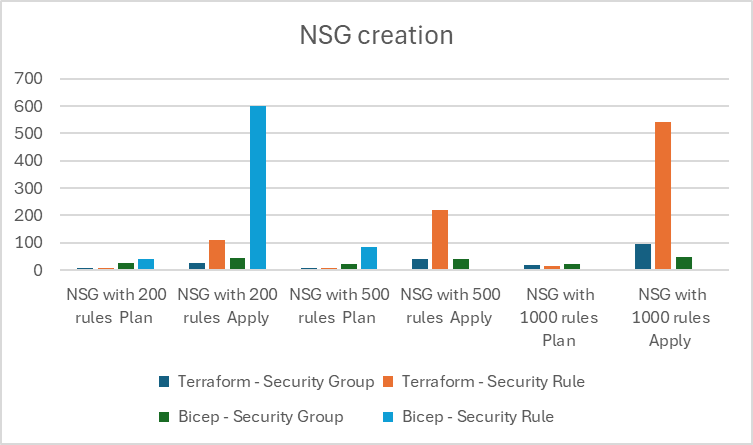 NSG creation
700
600
500
400
300
200
100
0
NSG with 200 rules Plan
NSG with 200 rules Apply
NSG with 500 rules Plan
NSG with 500 rules Apply
NSG with 1000 rules Plan
NSG with 1000 rules Apply
Terraform - Security Group
Terraform - Security Rule
Bicep - Security Group
Bicep - Security Rule